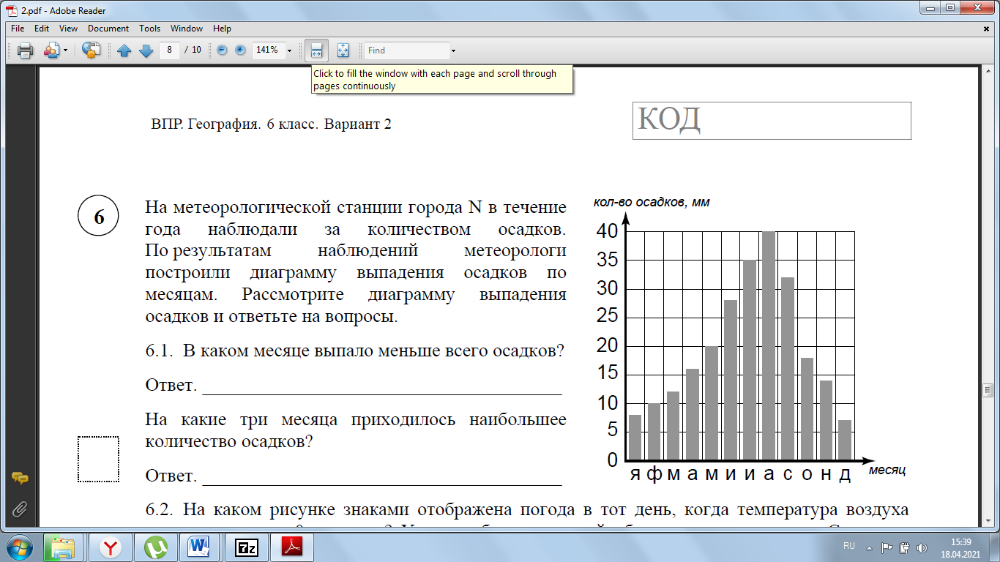 2.pdf - Adobe Reader
File Edit View Document Tools Window Help
8 / 10 141% Find
Click to fill the window with each page and scroll through
pages continuously
ВПР. География. 6 класс. Вариант 2
КОД
6
На метеорологической станции города N в течение
года наблюдали за количеством осадков.
По результатам наблюдений метеорологи
построили диаграмму выпадения осадков по
месяцам. Рассмотрите диаграмму выпадения
осадков и ответьте на вопросы.
6.1. В каком месяце выпало меньше всего осадков?
Ответ.
На какие три месяца приходилось наибольшее
количество осадков?
Ответ.
кол-во осадков, мм
40
35
30
25
20
15
10
5
0
я ф м а м и и а с о н д
месяц
6.2. На каком рисунке знаками отображена погода в тот день, когда температура воздуха
RU
15:39
18.04.2021